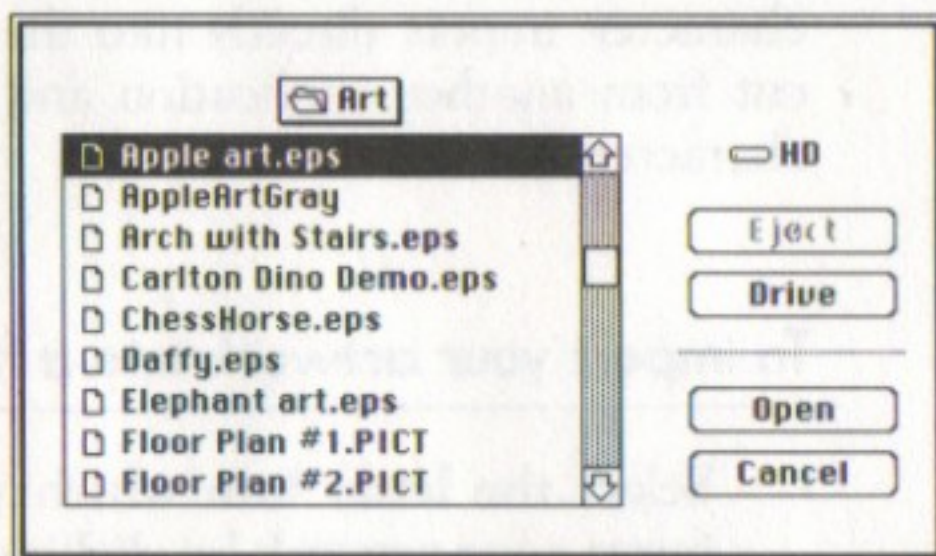 Art
Apple art.eps
AppleArtGray
Arch with Stairs.eps
Carlton Dino Demo.eps
ChessHorse.eps
Daffy.eps
Elephant art.eps
Floor Plan #1.PICT
Floor Plan #2.PICT
HD
Eject
Drive
Open
Cancel